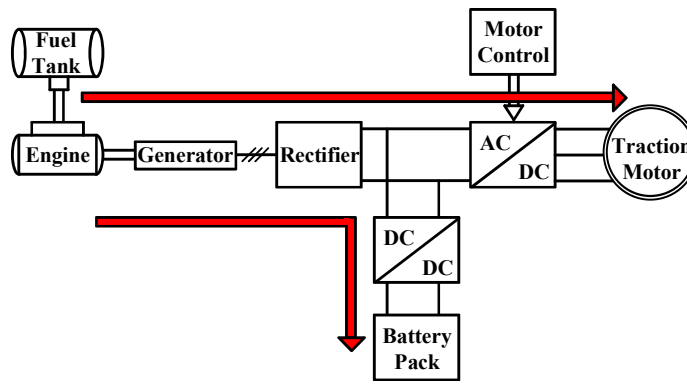 Fuel
Tank
Motor
Control
Engine
Generator
Rectifier
AC
DC
Traction
Motor
DC
DC
Battery
Pack